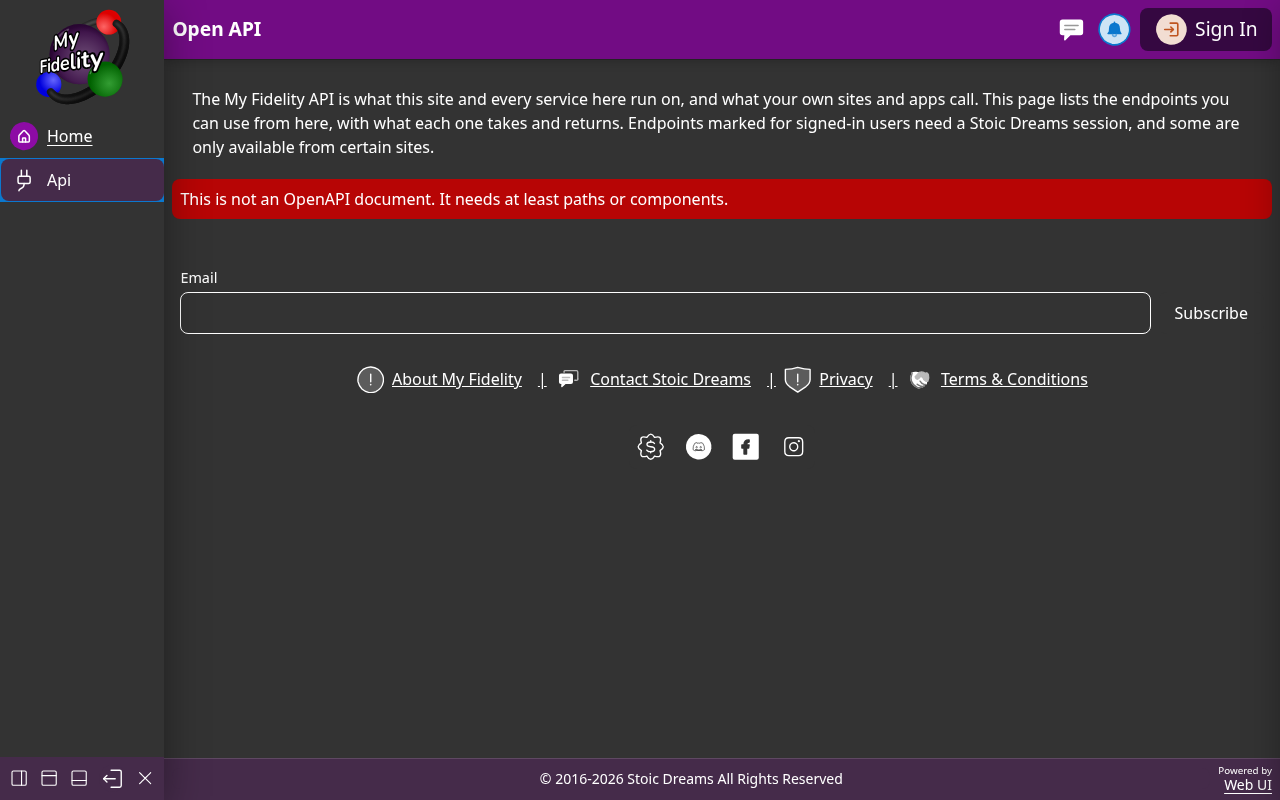 My
Fidelity
Open API
Sign In
Home
Api
The My Fidelity API is what this site and every service here run on, and what your own sites and apps call. This page lists the endpoints you
can use from here, with what each one takes and returns. Endpoints marked for signed-in users need a Stoic Dreams session, and some are
only available from certain sites.
This is not an OpenAPI document. It needs at least paths or components.
Email
Subscribe
About My Fidelity | Contact Stoic Dreams | Privacy | Terms & Conditions
© 2016-2026 Stoic Dreams All Rights Reserved
Powered by
Web UI